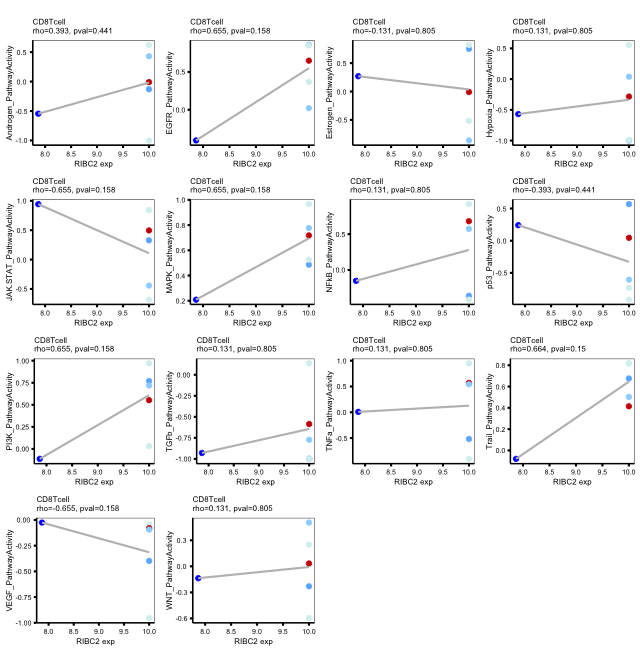 CD8Tcell
rho=0.393, pval=0.441
Androgen_PathwayActivity
0.5
0.0
-0.5
-1.0
8.0 8.5 9.0 9.5 10.0
RIBC2 exp
CD8Tcell
rho=0.655, pval=0.158
EGFR_PathwayActivity
0.5
0.0
8.0 8.5 9.0 9.5 10.0
RIBC2 exp
CD8Tcell
rho=-0.131, pval=0.805
Estrogen_PathwayActivity
0.5
0.0
-0.5
8.0 8.5 9.0 9.5 10.0
RIBC2 exp
CD8Tcell
rho=0.131, pval=0.805
Hypoxia_PathwayActivity
0.5
0.0
-0.5
-1.0
8.0 8.5 9.0 9.5 10.0
RIBC2 exp
CD8Tcell
rho=-0.655, pval=0.158
JAK.STAT_PathwayActivity
1.0
0.5
0.0
-0.5
8.0 8.5 9.0 9.5 10.0
RIBC2 exp
CD8Tcell
rho=0.655, pval=0.158
MAPK_PathwayActivity
1.0
0.8
0.6
0.4
0.2
8.0 8.5 9.0 9.5 10.0
RIBC2 exp
CD8Tcell
rho=0.131, pval=0.805
NFkB_PathwayActivity
0.5
0.0
8.0 8.5 9.0 9.5 10.0
RIBC2 exp
CD8Tcell
rho=-0.393, pval=0.441
p53_PathwayActivity
0.5
0.0
-0.5
8.0 8.5 9.0 9.5 10.0
RIBC2 exp
CD8Tcell
rho=0.655, pval=0.158
PI3K_PathwayActivity
1.00
0.75
0.50
0.25
0.00
8.0 8.5 9.0 9.5 10.0
RIBC2 exp
CD8Tcell
rho=0.131, pval=0.805
TGFb_PathwayActivity
0.0
-0.25
-0.50
-0.75
-1.00
8.0 8.5 9.0 9.5 10.0
RIBC2 exp
CD8Tcell
rho=0.131, pval=0.805
TNFa_PathwayActivity
1.0
0.5
0.0
-0.5
8.0 8.5 9.0 9.5 10.0
RIBC2 exp
CD8Tcell
rho=0.664, pval=0.15
Trail_PathwayActivity
0.8
0.6
0.4
0.2
0.0
8.0 8.5 9.0 9.5 10.0
RIBC2 exp
CD8Tcell
rho=-0.655, pval=0.158
VEGF_PathwayActivity
0.00
-0.25
-0.50
-0.75
-1.00
8.0 8.5 9.0 9.5 10.0
RIBC2 exp
CD8Tcell
rho=0.131, pval=0.805
WNT_PathwayActivity
0.3
0.0
-0.3
-0.6
8.0 8.5 9.0 9.5 10.0
RIBC2 exp